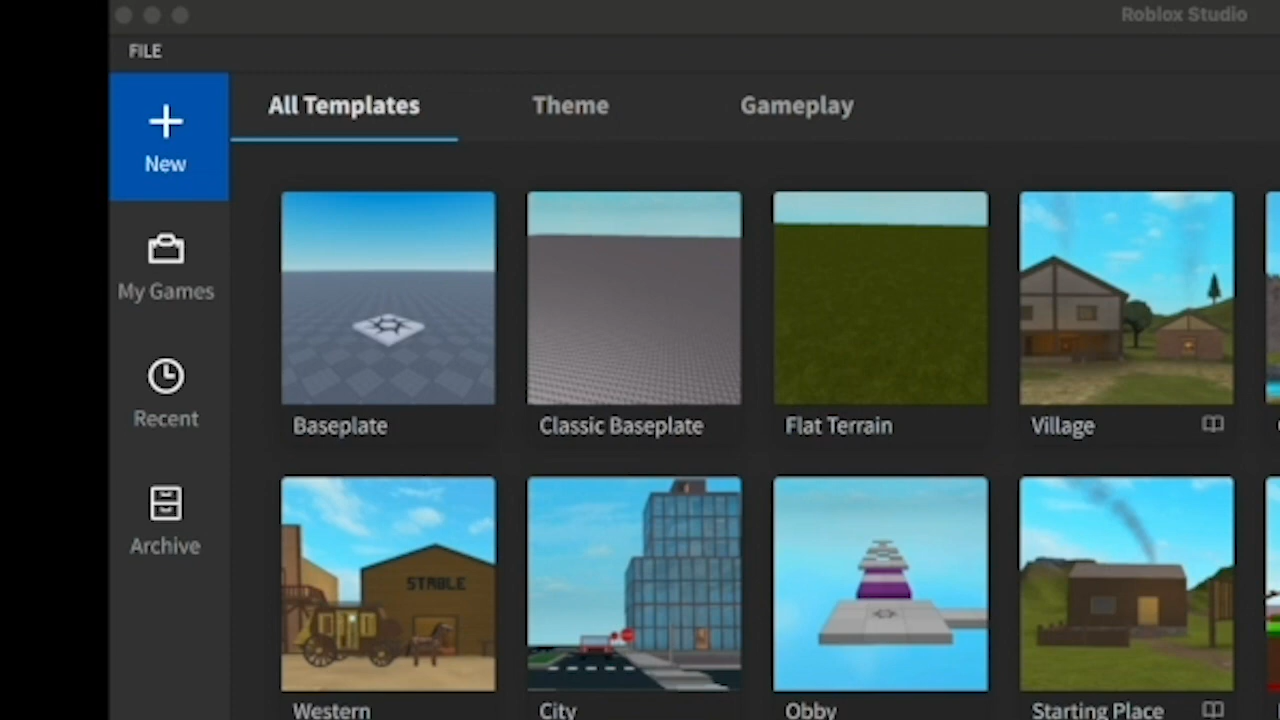 Roblox Studio
FILE
New
My Games
Recent
Archive
All Templates
Theme
Gameplay
Baseplate
Classic Baseplate
Flat Terrain
Village
STABLE
Western
City
Obby
Starting Place